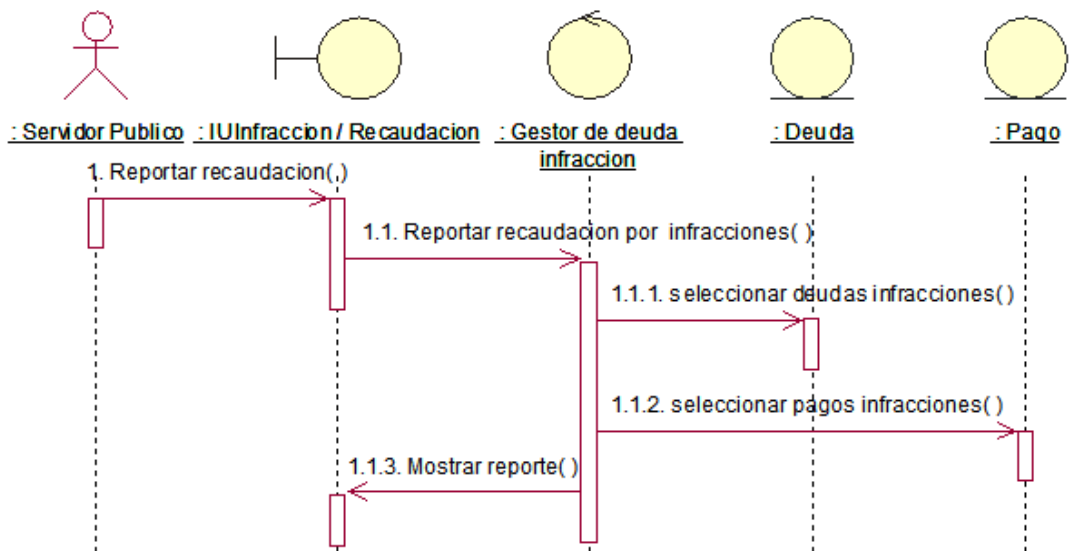 : Servidor Publico
: IUInfraccion / Recaudacion
: Gestor de deuda
infraccion
: Deuda
: Pago
1. Reportar recaudacion( )
1.1. Reportar recaudacion por infracciones( )
1.1.1. seleccionar deudas infracciones( )
1.1.2. seleccionar pagos infracciones( )
1.1.3. Mostrar reporte( )